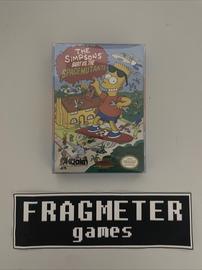 THE
SIMPSONS
BART VS. THE
SPACE MUTANTS
Acclaim
FRAGMETER
games